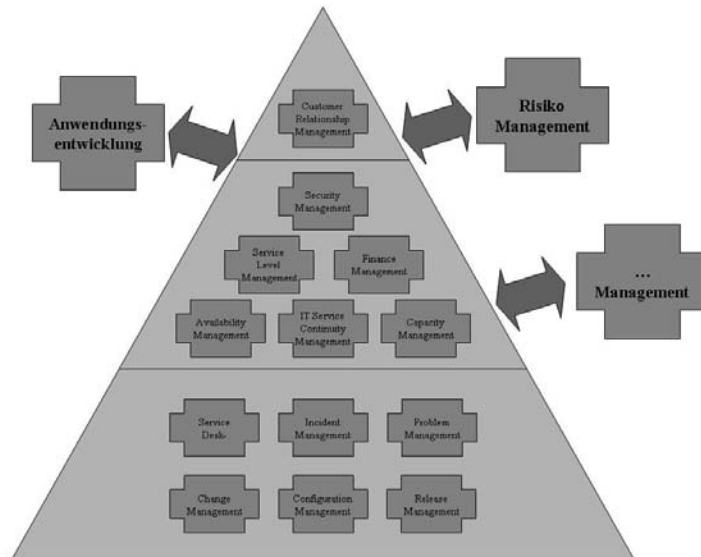 Customer
Relationship
Management
Anwendungs-
entwicklung
Risiko
Management
Security
Management
Service
Level
Management
Finance
Management
...
Management
Availability
Management
IT Service
Continuity
Management
Capacity
Management
Service
Desk-
Incident
Management
Problem
Management
Change
Management
Configuration
Management
Release
Management